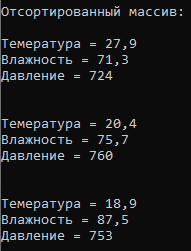 Отсортированный массив:
Темература = 27,9
Влажность = 71,3
Давление = 724
Темература = 20,4
Влажность = 75,7
Давление = 760
Темература = 18,9
Влажность = 87,5
Давление = 753